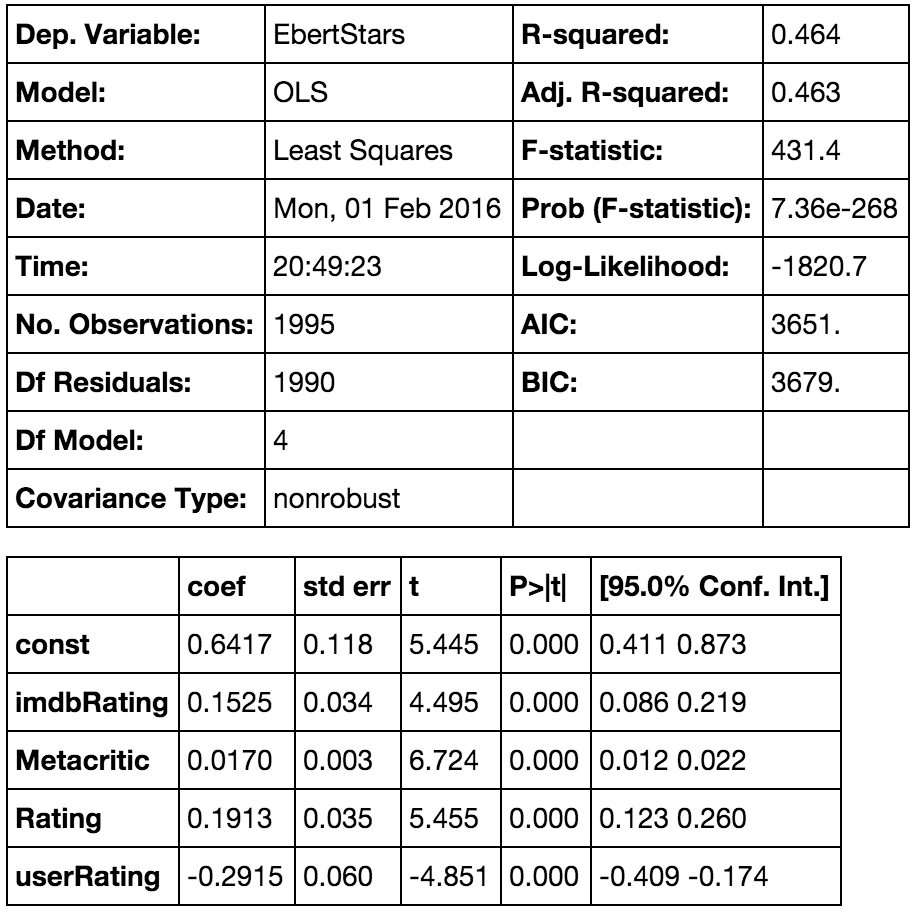 Dep. Variable: EbertStars R-squared: 0.464
Model: OLS Adj. R-squared: 0.463
Method: Least Squares F-statistic: 431.4
Date: Mon, 01 Feb 2016 Prob (F-statistic): 7.36e-268
Time: 20:49:23 Log-Likelihood: -1820.7
No. Observations: 1995 AIC: 3651.
Df Residuals: 1990 BIC: 3679.
Df Model: 4
Covariance Type: nonrobust
coef std err t P>|t| [95.0% Conf. Int.]
const 0.6417 0.118 5.445 0.000 0.411 0.873
imdbRating 0.1525 0.034 4.495 0.000 0.086 0.219
Metacritic 0.0170 0.003 6.724 0.000 0.012 0.022
Rating 0.1913 0.035 5.455 0.000 0.123 0.260
userRating -0.2915 0.060 -4.851 0.000 -0.409 -0.174